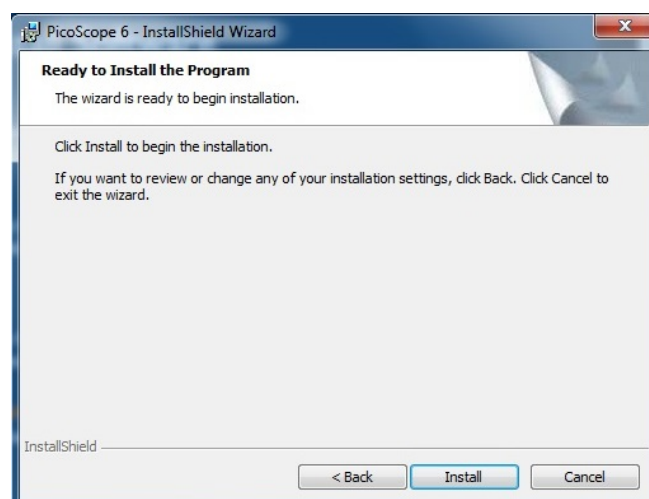 PicoScope 6 - InstallShield Wizard
Ready to Install the Program
The wizard is ready to begin installation.
Click Install to begin the installation.
If you want to review or change any of your installation settings, click Back. Click Cancel to
exit the wizard.
InstallShield
< Back
Install
Cancel